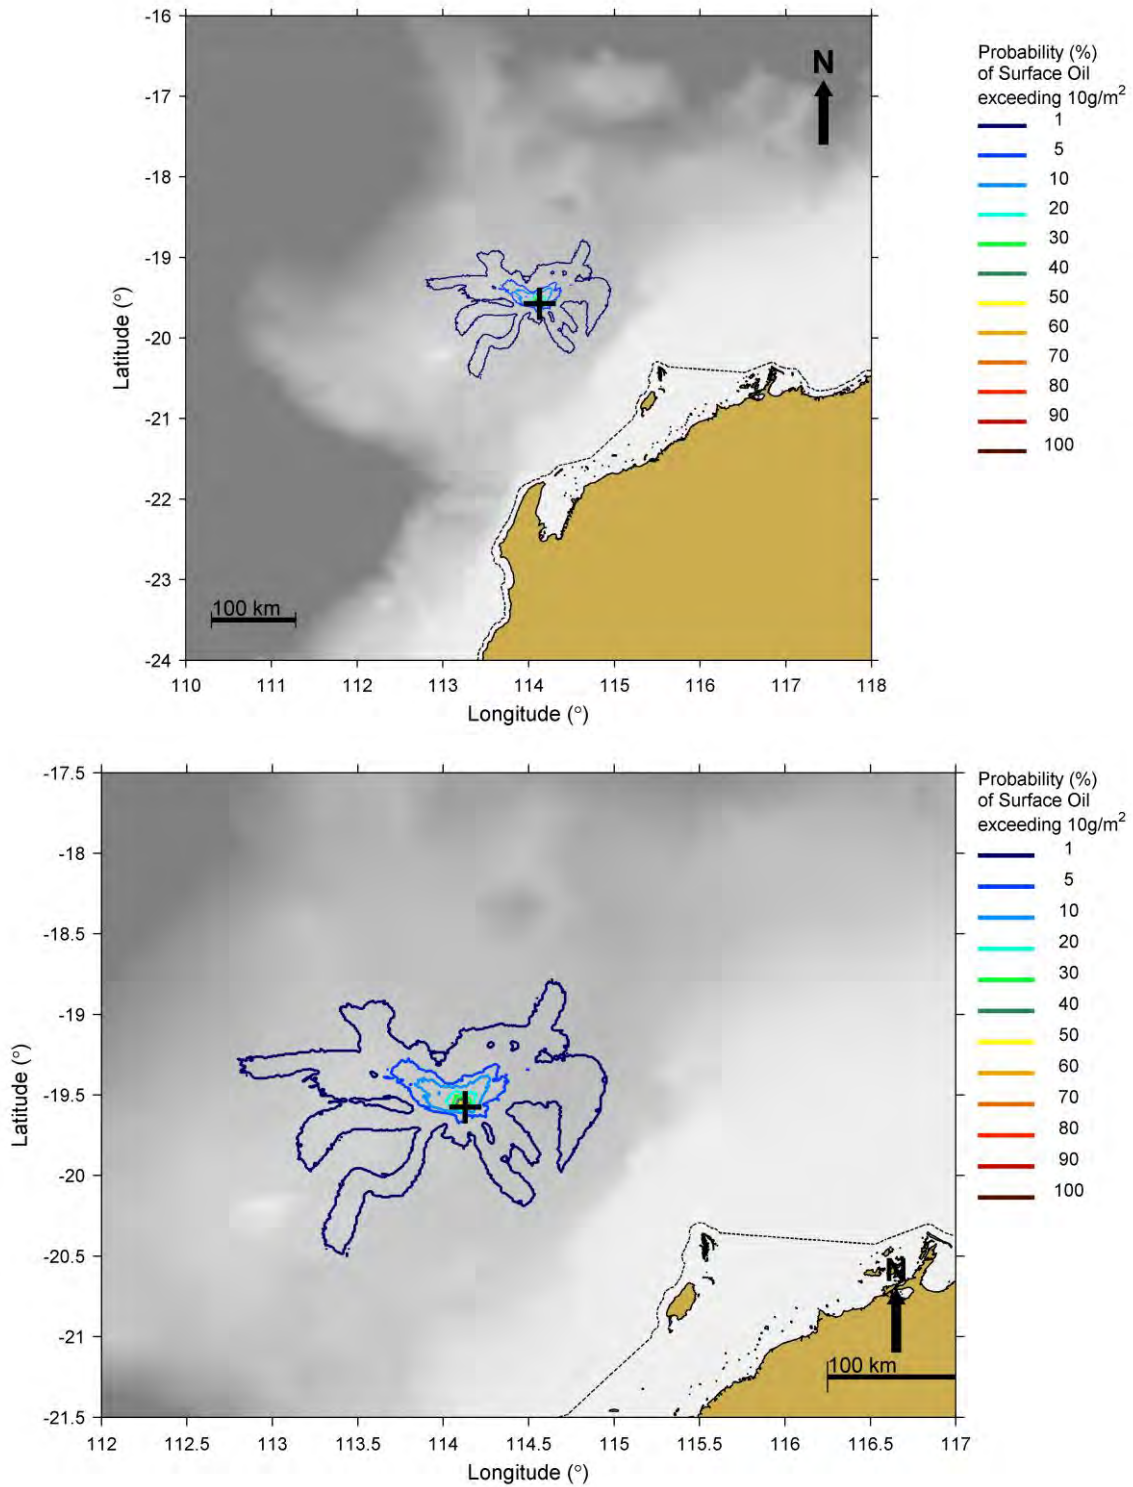 -16
-17
-18
-19
-20
-21
-22
-23
-24
Latitude (°)
N
100 km
110 111 112 113 114 115 116 117 118
Longitude (°)
Probability (%)
of Surface Oil
exceeding 10g/m²
1
5
10
20
30
40
50
60
70
80
90
100
-17.5
-18
-18.5
-19
-19.5
-20
-20.5
-21
-21.5
Latitude (°)
N
100 km
112 112.5 113 113.5 114 114.5 115 115.5 116 116.5 117
Longitude (°)
Probability (%)
of Surface Oil
exceeding 10g/m²
1
5
10
20
30
40
50
60
70
80
90
100